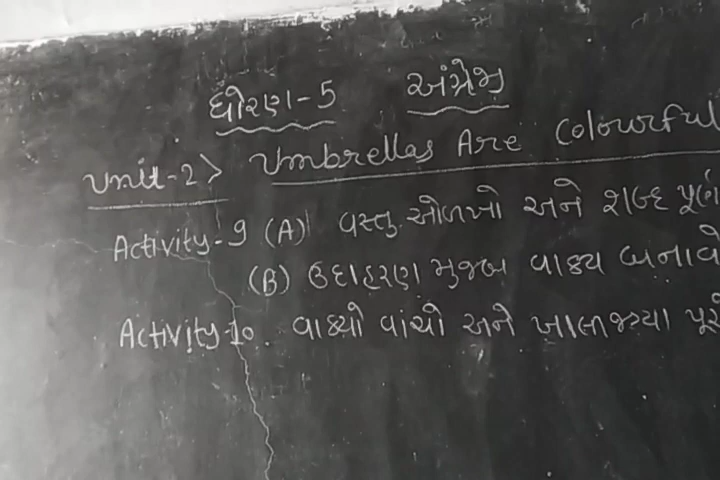 ધોરણ-5 અંગ્રેજી
Unit-2> Umbrellas Are Colourful
Activity-9 (A) વસ્તુ ઓળખો અને શબ્દ પૂર્ણ
(B) ઉદાહરણ મુજબ વાક્ય બનાવો
Activity 10. વાક્યો વાંચો અને ખાલીજગ્યા પૂરો